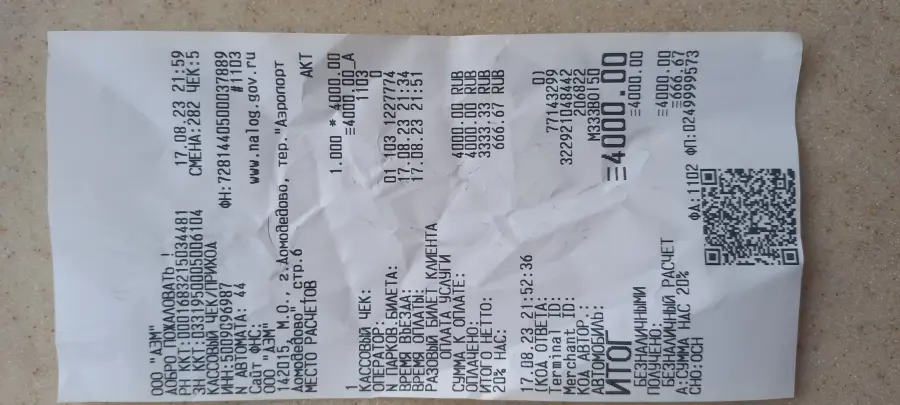 ООО "АЭМ"
ДОБРО ПОЖАЛОВАТЬ !
17.08.23 21:59
ЗН ККТ:00016832150З4481
СМЕНА:282 ЧЕК:5
ЗН ККТ:0331950005006104
КАССОВЫЙ ЧЕК/ПРИХОД
ФН:7281440500037889
ИНН:5009096987
#1103
N АВТОМАТА: 44
www.nalog.gov.ru
Сайт ФНС:
ООО "АЭМ"
142015, М.О., г.Домодедово, тер."Аэропорт
Домодедово" стр.6
МЕСТО РАСЧЕТОВ АКТ
1.000 * 4000.00
1 ≡4000.00_А
КАССОВЫЙ ЧЕК: 1103
ОПЕРАТОР: 0
N ПАРКОВ.БИЛЕТА: 01 103 1227774
ВРЕМЯ ВЪЕЗДА: 17.08.23 21:34
ВРЕМЯ ОПЛАТЫ: 17.08.23 21:51
РАЗОВЫЙ БИЛЕТ КЛИЕНТА
ОПЛАТА УСЛУГИ
СУММА К ОПЛАТЕ: 4000.00 RUB
ОПЛАЧЕНО: 4000.00 RUB
ИТОГО НЕТТО: 3333.33 RUB
20% НАС: 666.67 RUB
17.08.23 21:52:36
!КОД ОТВЕТА: 01
Terminal ID: 77143299
Merchant ID: 322921048442
КОД АВТОР.: 206822
АВТОМОБИЛЬ: М333ВО150
ИТОГ ≡4000.00
БЕЗНАЛИЧНЫМИ ≡4000.00
ПОЛУЧЕНО:
БЕЗНАЛИЧНЫЙ РАСЧЕТ ≡4000.00
А:СУММА НАС 20% ≡666.67
СНО:ОСН ФД:1102 ФП:0249999573